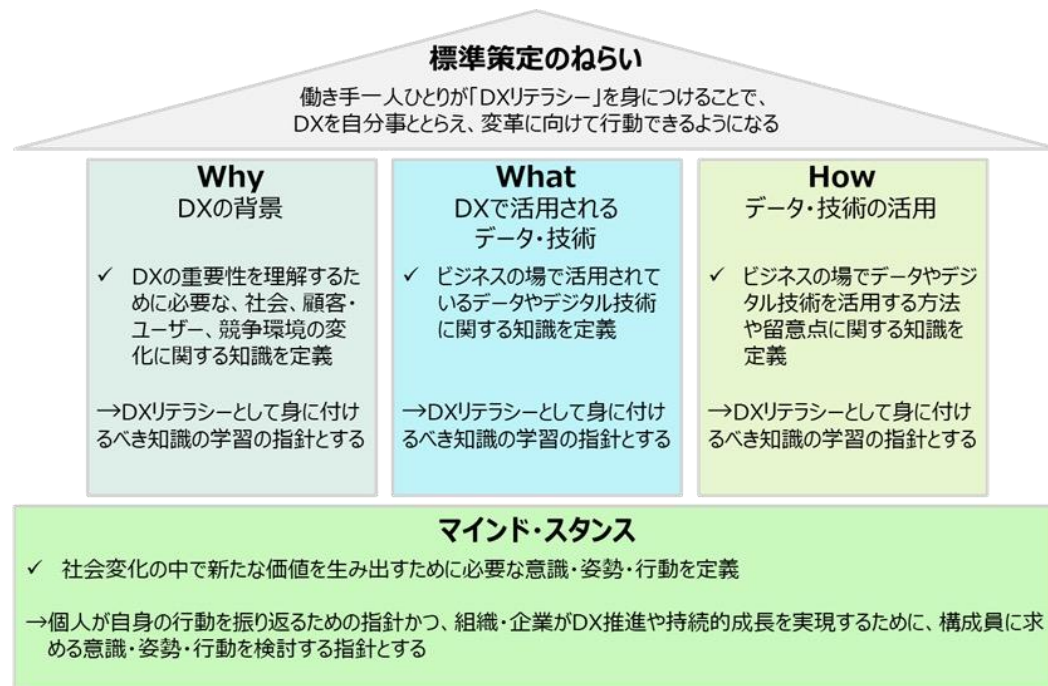 標準策定のねらい
働き手一人ひとりが「DXリテラシー」を身につけることで、
DXを自分事ととらえ、変革に向けて行動できるようになる
Why
DXの背景
✓ DXの重要性を理解するた
めに必要な、社会、顧客・
ユーザー、競争環境の変
化に関する知識を定義
→DXリテラシーとして身に付け
るべき知識の学習の指針とする
What
DXで活用される
データ・技術
✓ ビジネスの場で活用されて
いるデータやデジタル技術
に関する知識を定義
→DXリテラシーとして身に付け
るべき知識の学習の指針とする
How
データ・技術の活用
✓ ビジネスの場でデータやデジ
タル技術を活用する方法
や留意点に関する知識を
定義
→DXリテラシーとして身に付け
るべき知識の学習の指針とする
マインド・スタンス
✓ 社会変化の中で新たな価値を生み出すために必要な意識・姿勢・行動を定義
→個人が自身の行動を振り返るための指針かつ、組織・企業がDX推進や持続的成長を実現するために、構成員に求
める意識・姿勢・行動を検討する指針とする